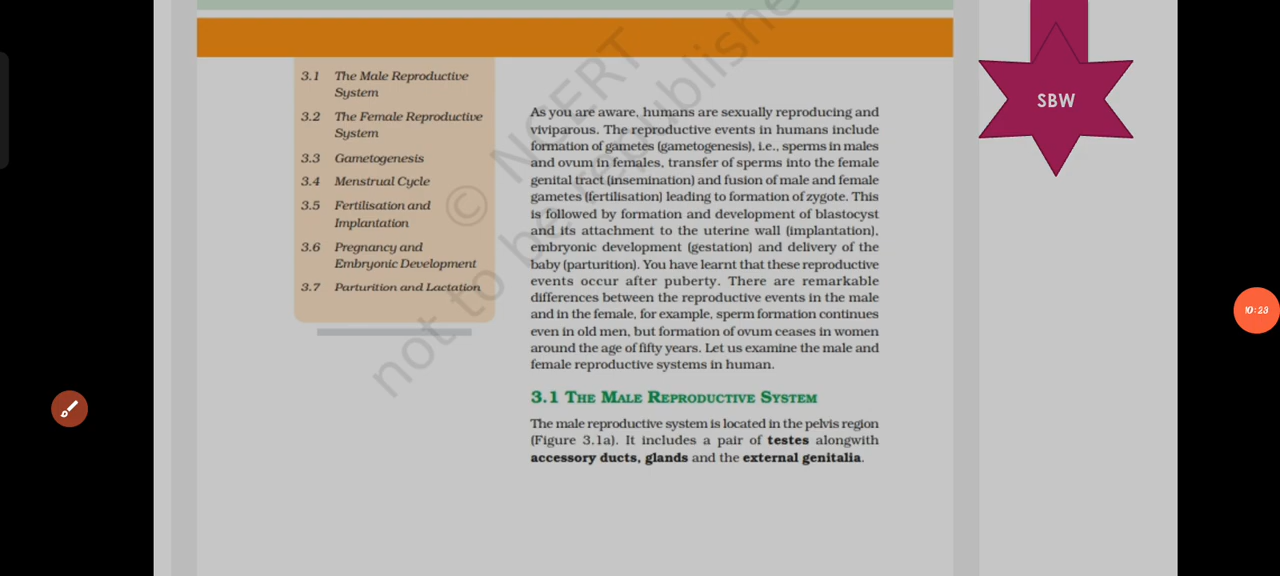 3.1 The Male Reproductive
System
3.2 The Female Reproductive
System
3.3 Gametogenesis
3.4 Menstrual Cycle
3.5 Fertilisation and
Implantation
3.6 Pregnancy and
Embryonic Development
3.7 Parturition and Lactation
As you are aware, humans are sexually reproducing and
viviparous. The reproductive events in humans include
formation of gametes (gametogenesis), i.e., sperms in males
and ovum in females, transfer of sperms into the female
genital tract (insemination) and fusion of male and female
gametes (fertilisation) leading to formation of zygote. This
is followed by formation and development of blastocyst
and its attachment to the uterine wall (implantation),
embryonic development (gestation) and delivery of the
baby (parturition). You have learnt that these reproductive
events occur after puberty. There are remarkable
differences between the reproductive events in the male
and in the female, for example, sperm formation continues
even in old men, but formation of ovum ceases in women
around the age of fifty years. Let us examine the male and
female reproductive systems in human.
3.1 THE MALE REPRODUCTIVE SYSTEM
The male reproductive system is located in the pelvis region
(Figure 3.1a). It includes a pair of testes alongwith
accessory ducts, glands and the external genitalia.
© NCERT
not to be republishe
SBW
10:23